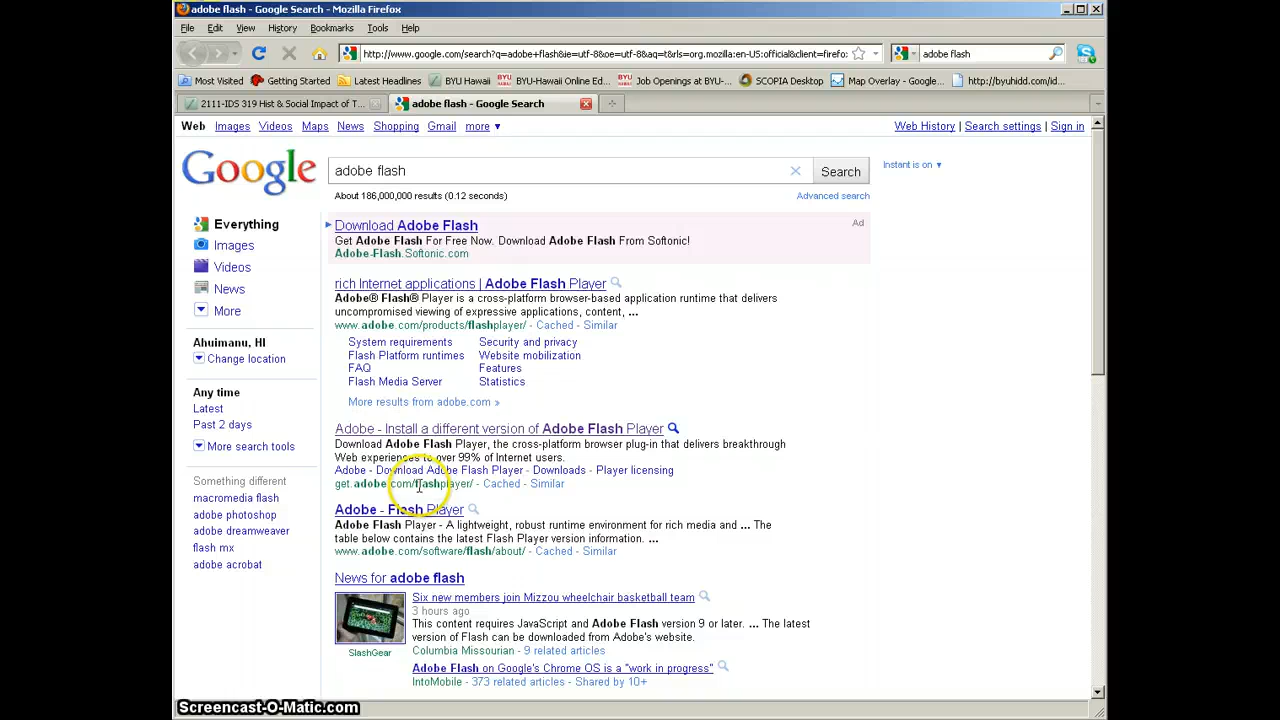 adobe flash - Google Search - Mozilla Firefox
File Edit View History Bookmarks Tools Help
http://www.google.com/search?q=adobe+flash&ie=utf-8&oe=utf-8&aq=t&rls=org.mozilla:en-US:official&client=firefo: adobe flash
Most Visited Getting Started Latest Headlines BYU Hawaii BYU BYU-Hawaii Online Ed... BYU Job Openings at BYU-... SCOPIA Desktop Map Overlay - Google... http://byuhidd.com/id...
2111-IDS 319 Hist & Social Impact of T... adobe flash - Google Search
Web Images Videos Maps News Shopping Gmail more ▼ Web History | Search settings | Sign in
Google adobe flash Search Instant is on ▼
About 186,000,000 results (0.12 seconds) Advanced search
Everything
Images
Videos
News
More
Ahuimanu, HI
Change location
Any time
Latest
Past 2 days
More search tools
Something different
macromedia flash
adobe photoshop
adobe dreamweaver
flash mx
adobe acrobat
Download Adobe Flash Ad
Get Adobe Flash For Free Now. Download Adobe Flash From Softonic!
Adobe-Flash.Softonic.com
rich Internet applications | Adobe Flash Player
Adobe® Flash® Player is a cross-platform browser-based application runtime that delivers
uncompromised viewing of expressive applications, content, ...
www.adobe.com/products/flashplayer/ - Cached - Similar
System requirements Security and privacy
Flash Platform runtimes Website mobilization
FAQ Features
Flash Media Server Statistics
More results from adobe.com »
Adobe - Install a different version of Adobe Flash Player
Download Adobe Flash Player, the cross-platform browser plug-in that delivers breakthrough
Web experiences to over 99% of Internet users.
Adobe - Download Adobe Flash Player - Downloads - Player licensing
get.adobe.com/flashplayer/ - Cached - Similar
Adobe - Flash Player
Adobe Flash Player - A lightweight, robust runtime environment for rich media and ... The
table below contains the latest Flash Player version information. ...
www.adobe.com/software/flash/about/ - Cached - Similar
News for adobe flash
Six new members join Mizzou wheelchair basketball team
3 hours ago
This content requires JavaScript and Adobe Flash version 9 or later. ... The latest
version of Flash can be downloaded from Adobe's website.
Columbia Missourian - 9 related articles
SlashGear
Adobe Flash on Google's Chrome OS is a "work in progress"
IntoMobile - 373 related articles - Shared by 10+
Screencast-O-Matic.com